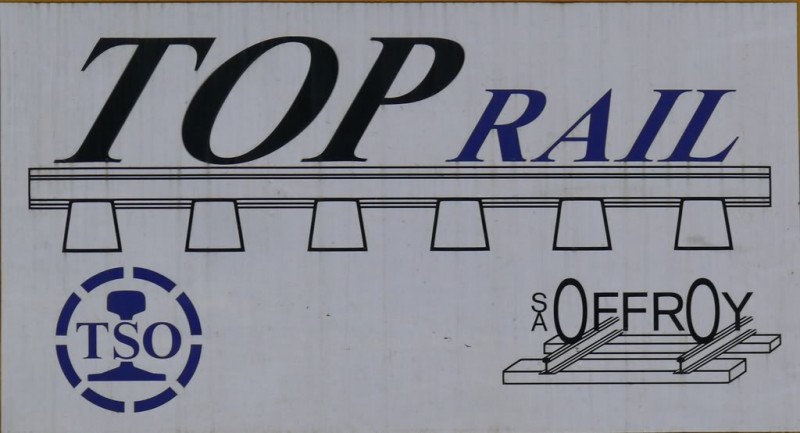 TOP RAIL
TSO
SA OFFROY